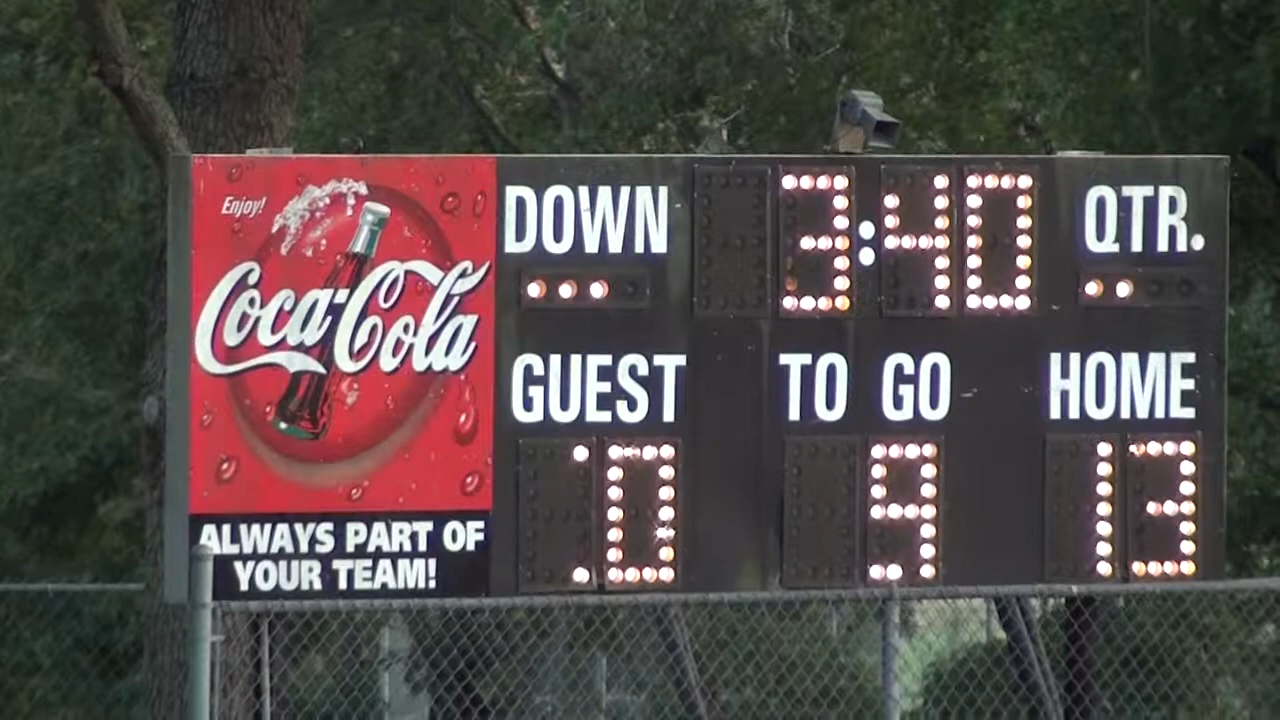 Enjoy!
Coca-Cola
ALWAYS PART OF
YOUR TEAM!
DOWN
3:40
QTR.
GUEST
TO GO
HOME
0
9
13